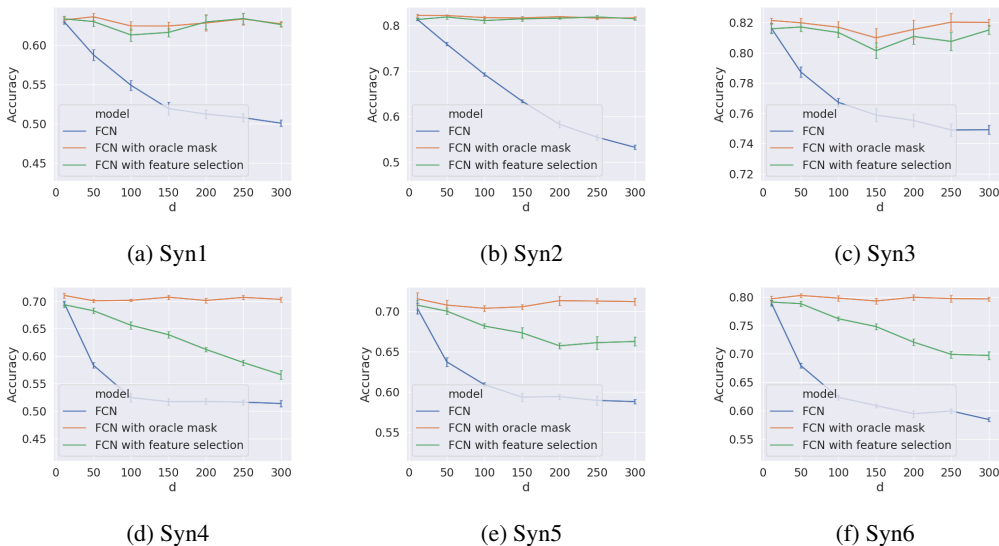 Accuracy
0.60
0.55
0.50
0.45
model
FCN
FCN with oracle mask
FCN with feature selection
0 50 100 150 200 250 300
d
(a) Syn1
Accuracy
0.8
0.7
0.6
0.5
model
FCN
FCN with oracle mask
FCN with feature selection
0 50 100 150 200 250 300
d
(b) Syn2
Accuracy
0.82
0.80
0.78
0.76
0.74
0.72
model
FCN
FCN with oracle mask
FCN with feature selection
0 50 100 150 200 250 300
d
(c) Syn3
Accuracy
0.70
0.65
0.60
0.55
0.50
0.45
model
FCN
FCN with oracle mask
FCN with feature selection
0 50 100 150 200 250 300
d
(d) Syn4
Accuracy
0.70
0.65
0.60
0.55
model
FCN
FCN with oracle mask
FCN with feature selection
0 50 100 150 200 250 300
d
(e) Syn5
Accuracy
0.80
0.75
0.70
0.65
0.60
0.55
model
FCN
FCN with oracle mask
FCN with feature selection
0 50 100 150 200 250 300
d
(f) Syn6